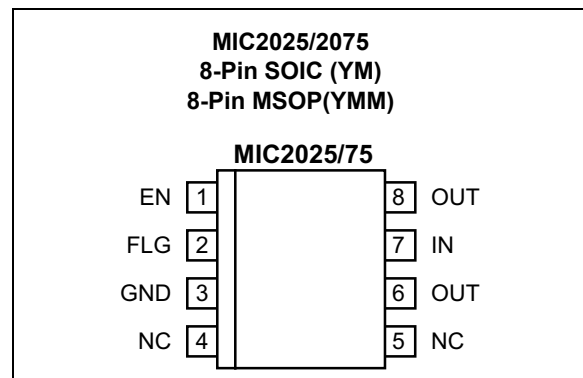 MIC2025/2075
8-Pin SOIC (YM)
8-Pin MSOP(YMM)
MIC2025/75
EN 1 8 OUT
FLG 2 7 IN
GND 3 6 OUT
NC 4 5 NC